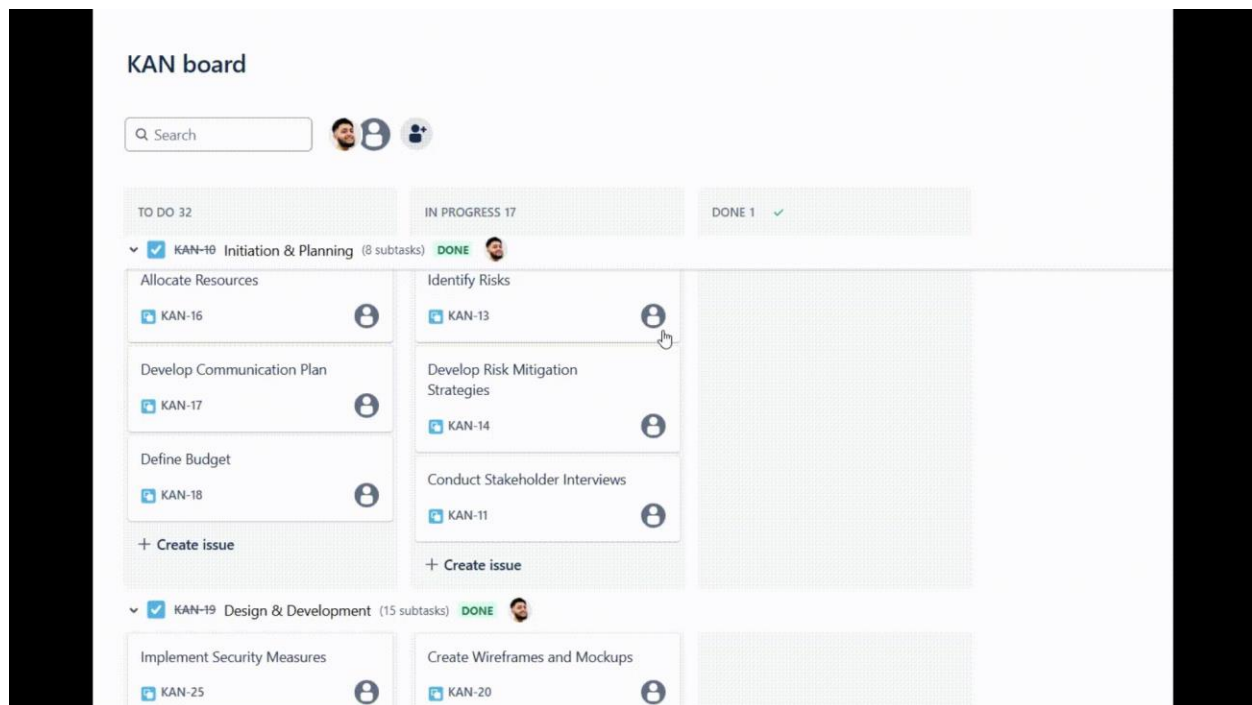 KAN board
Search
TO DO 32
IN PROGRESS 17
DONE 1
KAN-10 Initiation & Planning (8 subtasks) DONE
Allocate Resources
KAN-16
Develop Communication Plan
KAN-17
Define Budget
KAN-18
+ Create issue
Identify Risks
KAN-13
Develop Risk Mitigation
Strategies
KAN-14
Conduct Stakeholder Interviews
KAN-11
+ Create issue
KAN-19 Design & Development (15 subtasks) DONE
Implement Security Measures
KAN-25
Create Wireframes and Mockups
KAN-20